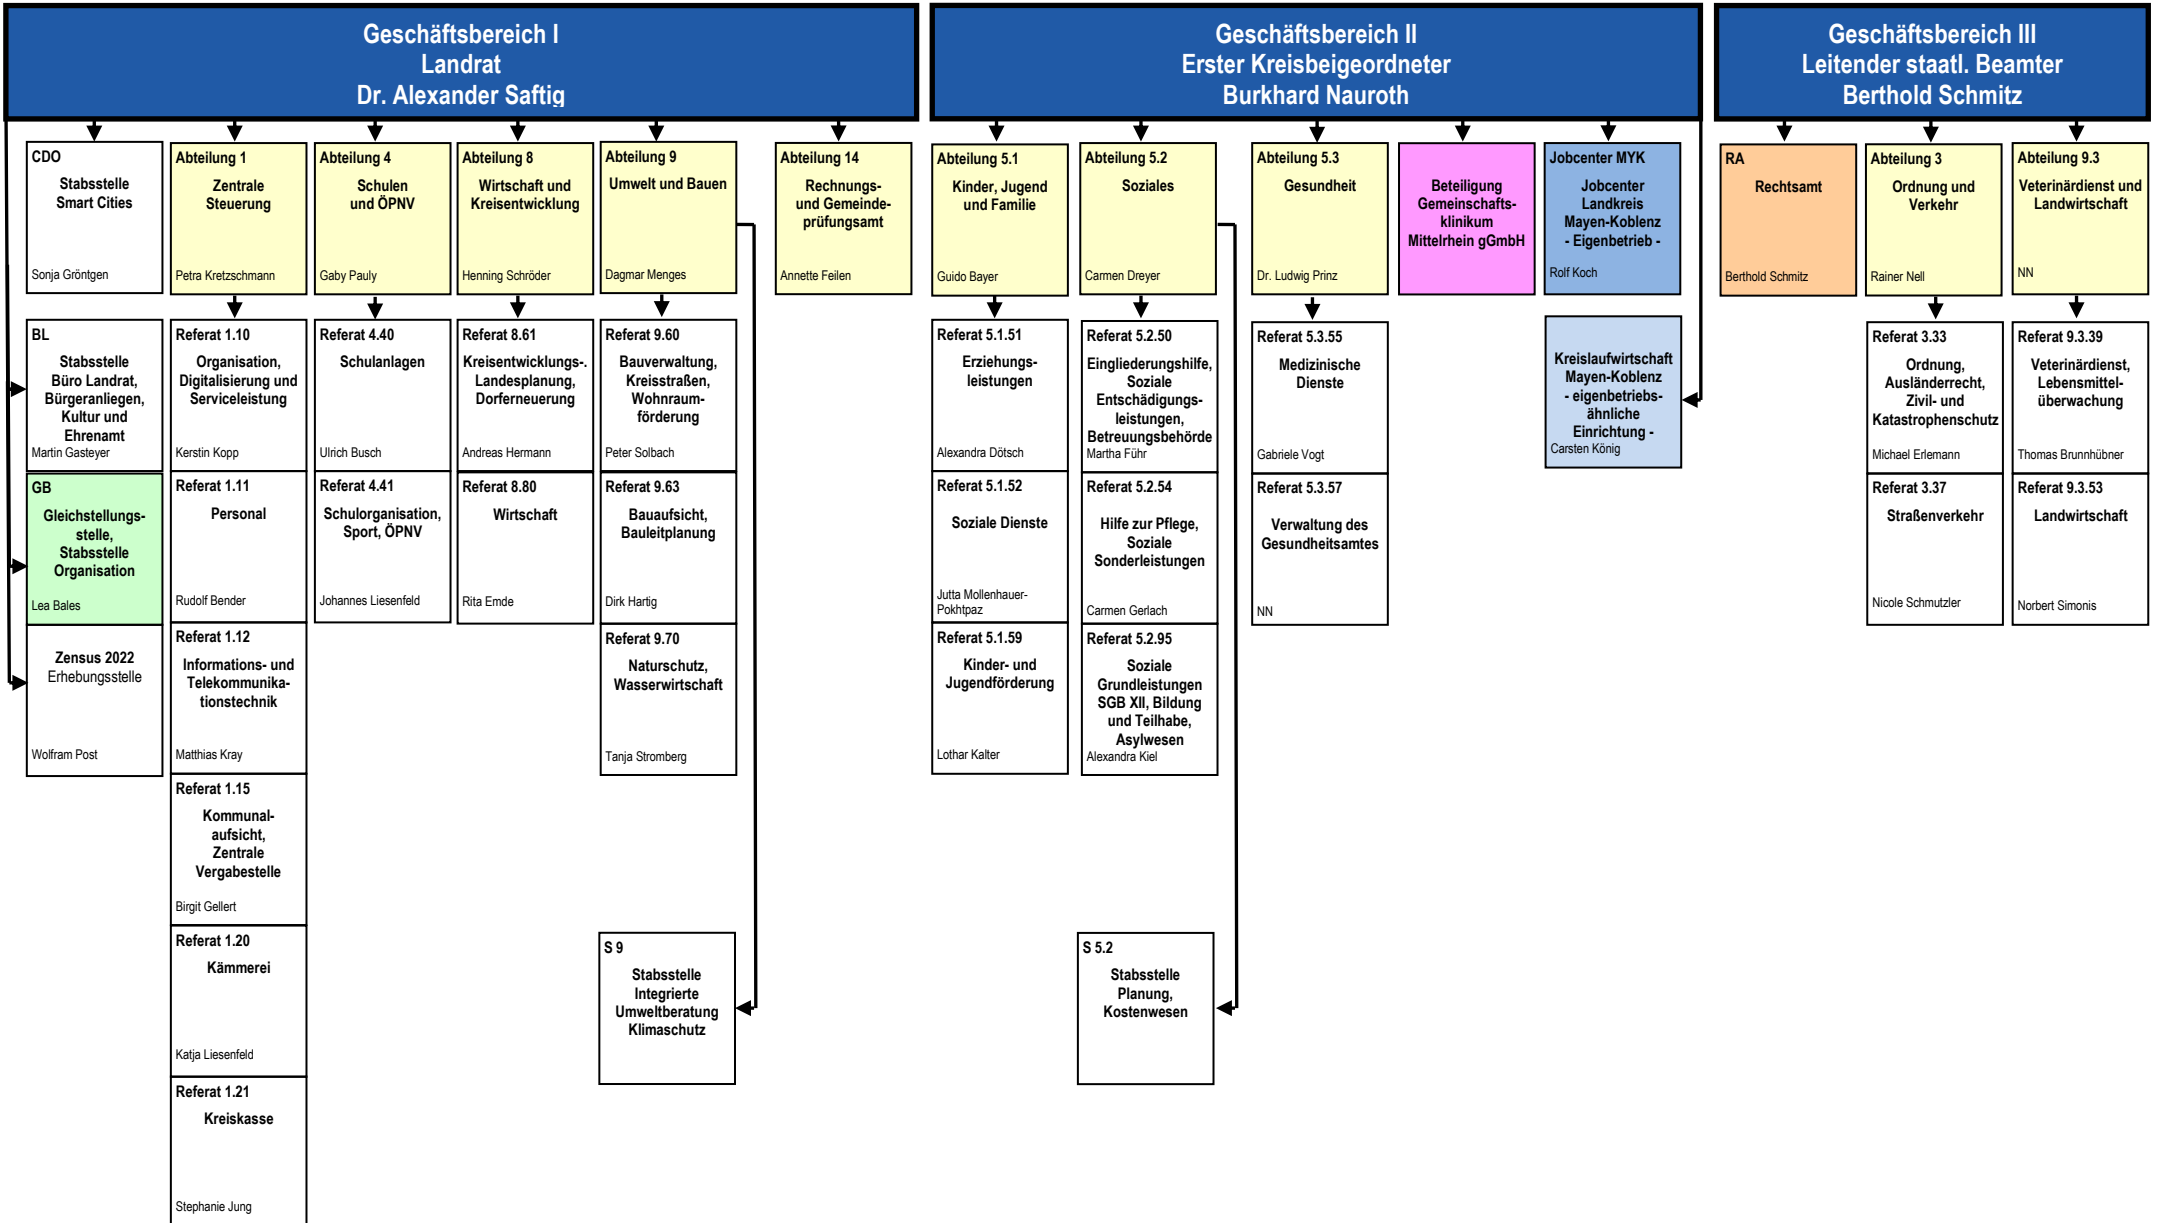 Geschäftsbereich I
Landrat
Dr. Alexander Saftig
Geschäftsbereich II
Erster Kreisbeigeordneter
Burkhard Nauroth
Geschäftsbereich III
Leitender staatl. Beamter
Berthold Schmitz
CDO
Stabsstelle
Smart Cities
Sonja Gröntgen
Abteilung 1
Zentrale
Steuerung
Petra Kretzschmann
Abteilung 4
Schulen
und ÖPNV
Gaby Pauly
Abteilung 8
Wirtschaft und
Kreisentwicklung
Henning Schröder
Abteilung 9
Umwelt und Bauen
Dagmar Menges
Abteilung 14
Rechnungs-
und Gemeinde-
prüfungsamt
Annette Feilen
Abteilung 5.1
Kinder, Jugend
und Familie
Guido Bayer
Abteilung 5.2
Soziales
Carmen Dreyer
Abteilung 5.3
Gesundheit
Dr. Ludwig Prinz
Beteiligung
Gemeinschafts-
klinikum
Mittelrhein gGmbH
Jobcenter MYK
Jobcenter
Landkreis
Mayen-Koblenz
- Eigenbetrieb -
Rolf Koch
RA
Rechtsamt
Berthold Schmitz
Abteilung 3
Ordnung und
Verkehr
Rainer Nell
Abteilung 9.3
Veterinärdienst und
Landwirtschaft
NN
BL
Stabsstelle
Büro Landrat,
Bürgeranliegen,
Kultur und
Ehrenamt
Martin Gasteyer
Referat 1.10
Organisation,
Digitalisierung und
Serviceleistung
Kerstin Kopp
Referat 4.40
Schulanlagen
Ulrich Busch
Referat 8.61
Kreisentwicklungs-.
Landesplanung,
Dorferneuerung
Andreas Hermann
Referat 9.60
Bauverwaltung,
Kreisstraßen,
Wohnraum-
förderung
Peter Solbach
Referat 5.1.51
Erziehungs-
leistungen
Alexandra Dötsch
Referat 5.2.50
Eingliederungshilfe,
Soziale
Entschädigungs-
leistungen,
Betreuungsbehörde
Martha Führ
Referat 5.3.55
Medizinische
Dienste
Gabriele Vogt
Kreislaufwirtschaft
Mayen-Koblenz
- eigenbetriebs-
ähnliche
Einrichtung -
Carsten König
Referat 3.33
Ordnung,
Ausländerrecht,
Zivil- und
Katastrophenschutz
Michael Erlemann
Referat 9.3.39
Veterinärdienst,
Lebensmittel-
überwachung
Thomas Brunnhübner
GB
Gleichstellungs-
stelle,
Stabsstelle
Organisation
Lea Bales
Referat 1.11
Personal
Rudolf Bender
Referat 4.41
Schulorganisation,
Sport, ÖPNV
Johannes Liesenfeld
Referat 8.80
Wirtschaft
Rita Emde
Referat 9.63
Bauaufsicht,
Bauleitplanung
Dirk Hartig
Referat 5.1.52
Soziale Dienste
Jutta Mollenhauer-
Pokhtpaz
Referat 5.2.54
Hilfe zur Pflege,
Soziale
Sonderleistungen
Carmen Gerlach
Referat 5.3.57
Verwaltung des
Gesundheitsamtes
NN
Referat 3.37
Straßenverkehr
Nicole Schmutzler
Referat 9.3.53
Landwirtschaft
Norbert Simonis
Zensus 2022
Erhebungsstelle
Wolfram Post
Referat 1.12
Informations- und
Telekommunika-
tionstechnik
Matthias Kray
Referat 9.70
Naturschutz,
Wasserwirtschaft
Tanja Stromberg
Referat 5.1.59
Kinder- und
Jugendförderung
Lothar Kalter
Referat 5.2.95
Soziale
Grundleistungen
SGB XII, Bildung
und Teilhabe,
Asylwesen
Alexandra Kiel
Referat 1.15
Kommunal-
aufsicht,
Zentrale
Vergabestelle
Birgit Gellert
Referat 1.20
Kämmerei
Katja Liesenfeld
S 9
Stabsstelle
Integrierte
Umweltberatung
Klimaschutz
S 5.2
Stabsstelle
Planung,
Kostenwesen
Referat 1.21
Kreiskasse
Stephanie Jung